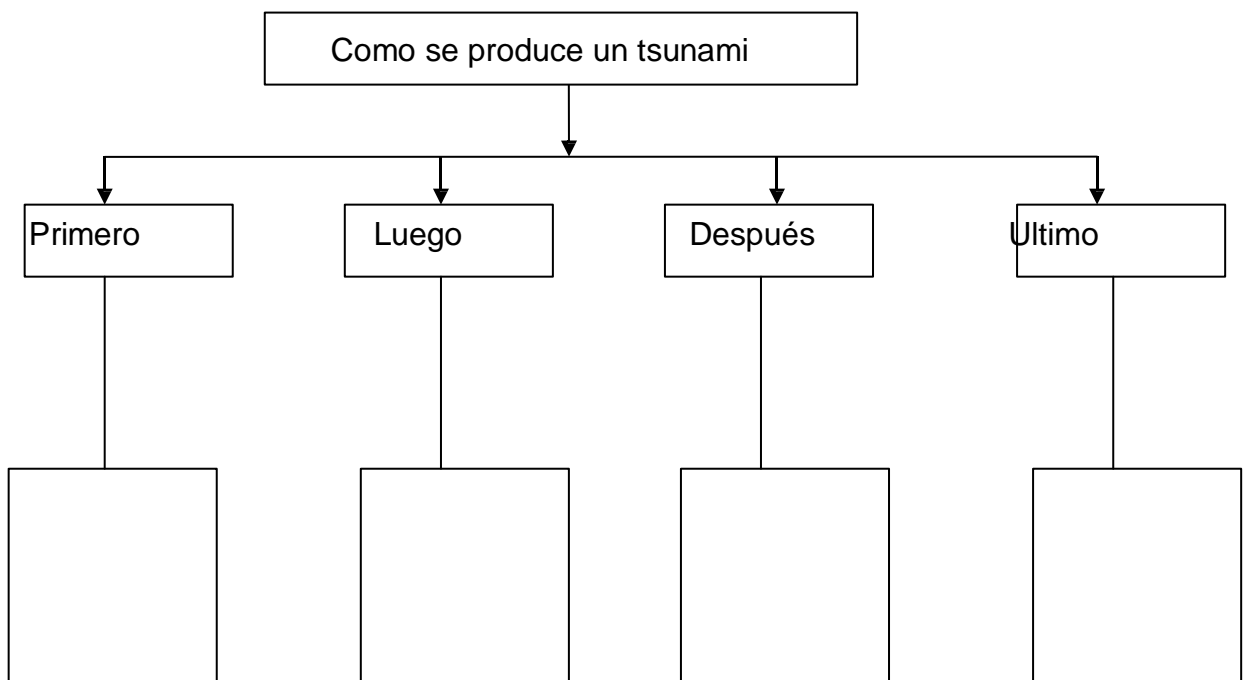 Como se produce un tsunami
Primero
Luego
Después
Ultimo